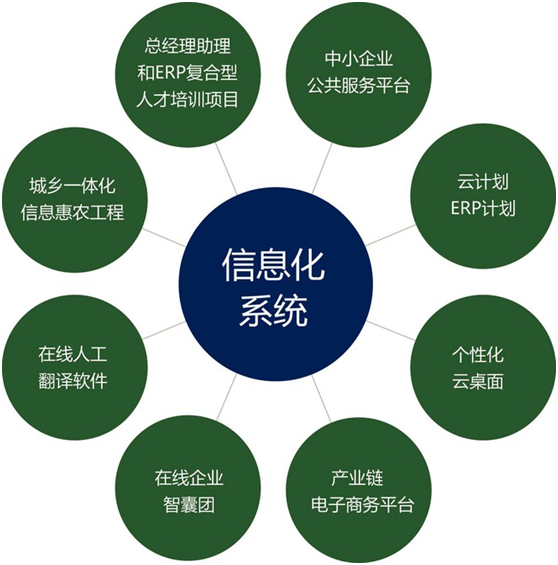 总经理助理
和ERP复合型
人才培训项目
中小企业
公共服务平台
城乡一体化
信息惠农工程
云计划
ERP计划
信息化
系统
在线人工
翻译软件
个性化
云桌面
在线企业
智囊团
产业链
电子商务平台